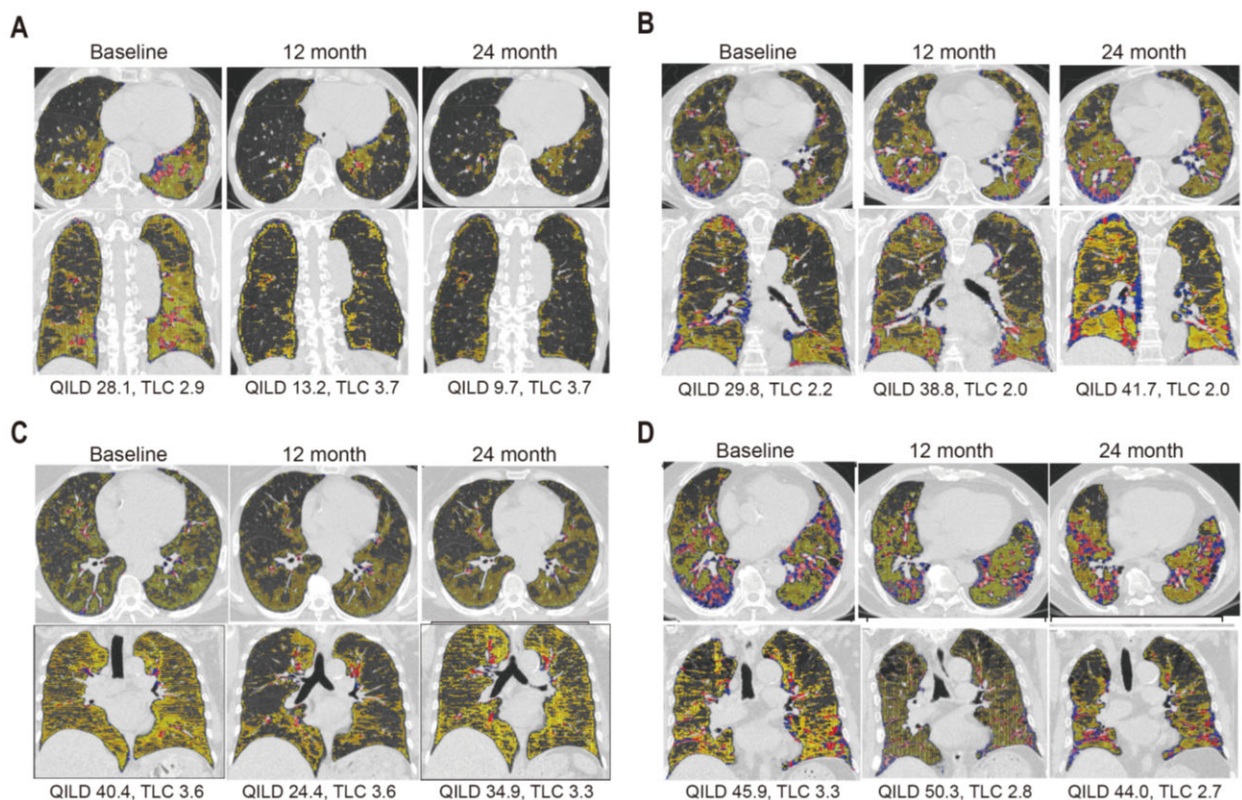 A
Baseline 12 month 24 month
QILD 28.1, TLC 2.9 QILD 13.2, TLC 3.7 QILD 9.7, TLC 3.7
B
Baseline 12 month 24 month
QILD 29.8, TLC 2.2 QILD 38.8, TLC 2.0 QILD 41.7, TLC 2.0
C
Baseline 12 month 24 month
QILD 40.4, TLC 3.6 QILD 24.4, TLC 3.6 QILD 34.9, TLC 3.3
D
Baseline 12 month 24 month
QILD 45.9, TLC 3.3 QILD 50.3, TLC 2.8 QILD 44.0, TLC 2.7